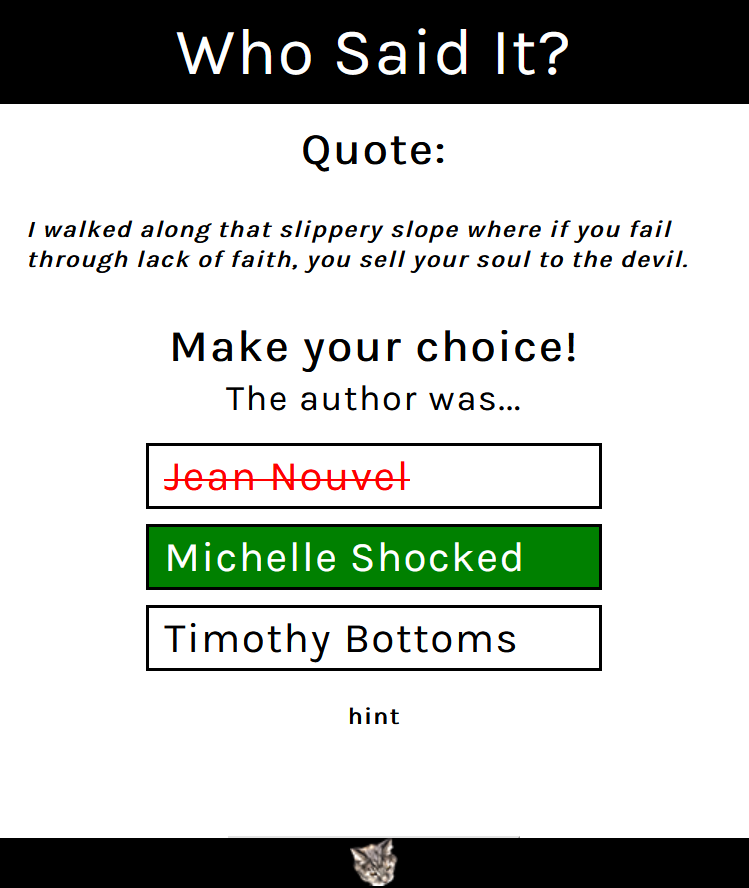 Who Said It?
Quote:
I walked along that slippery slope where if you fail
through lack of faith, you sell your soul to the devil.
Make your choice!
The author was...
Jean Nouvel
Michelle Shocked
Timothy Bottoms
hint